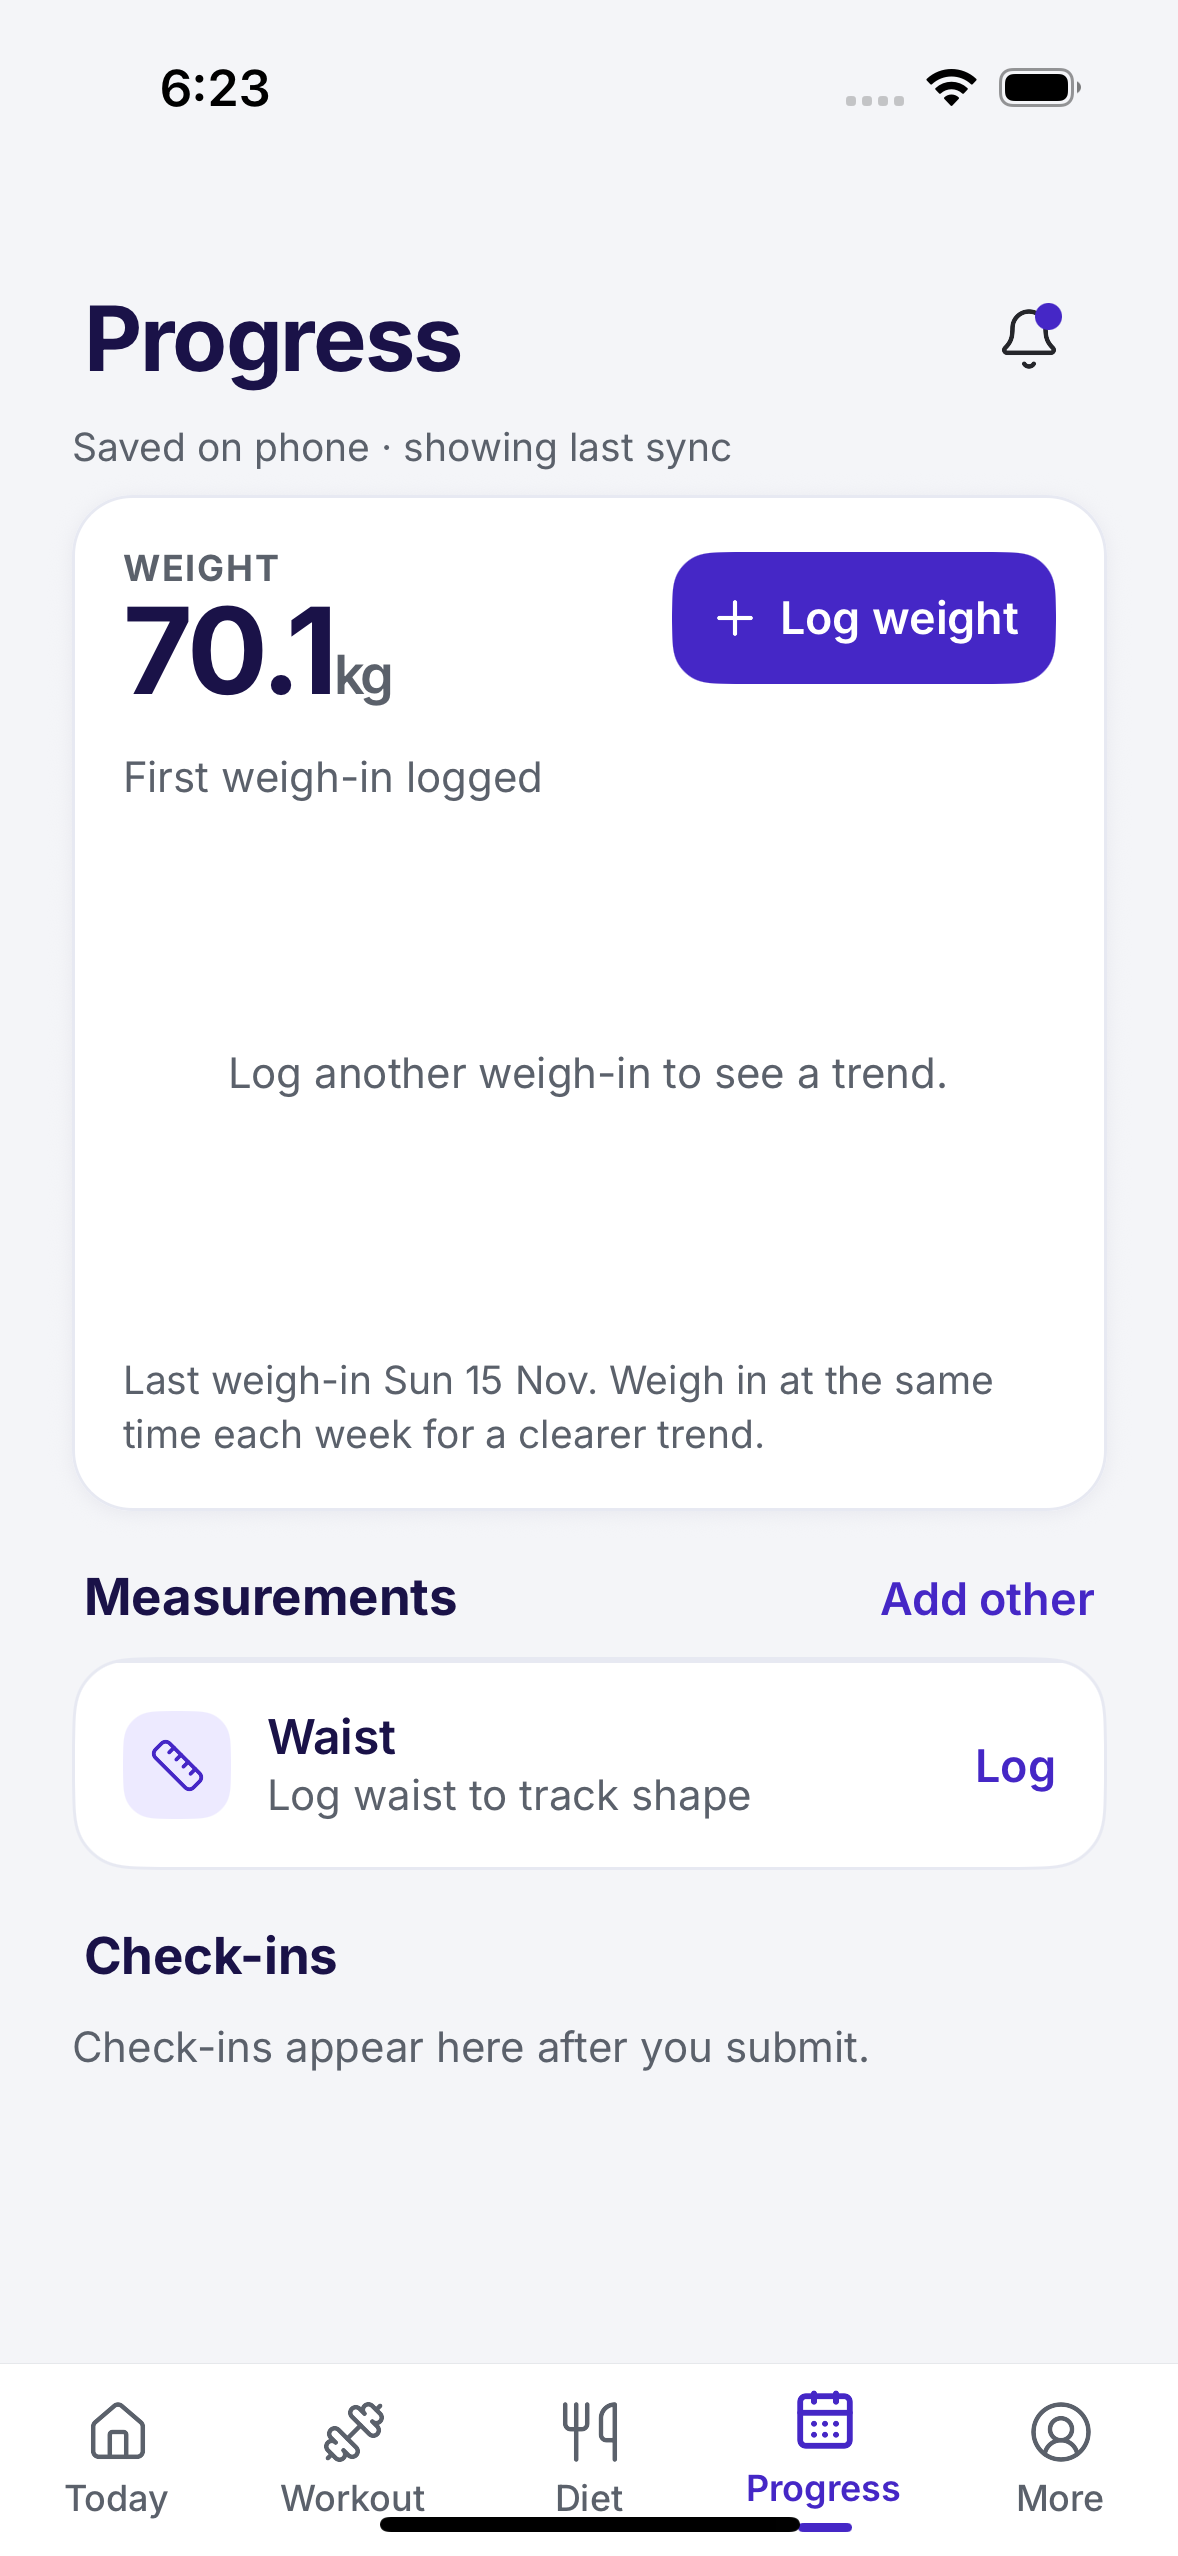 6:23
Progress
Saved on phone · showing last sync
WEIGHT
70.1kg
+ Log weight
First weigh-in logged
Log another weigh-in to see a trend.
Last weigh-in Sun 15 Nov. Weigh in at the same
time each week for a clearer trend.
Measurements
Add other
Waist
Log waist to track shape
Log
Check-ins
Check-ins appear here after you submit.
Today
Workout
Diet
Progress
More